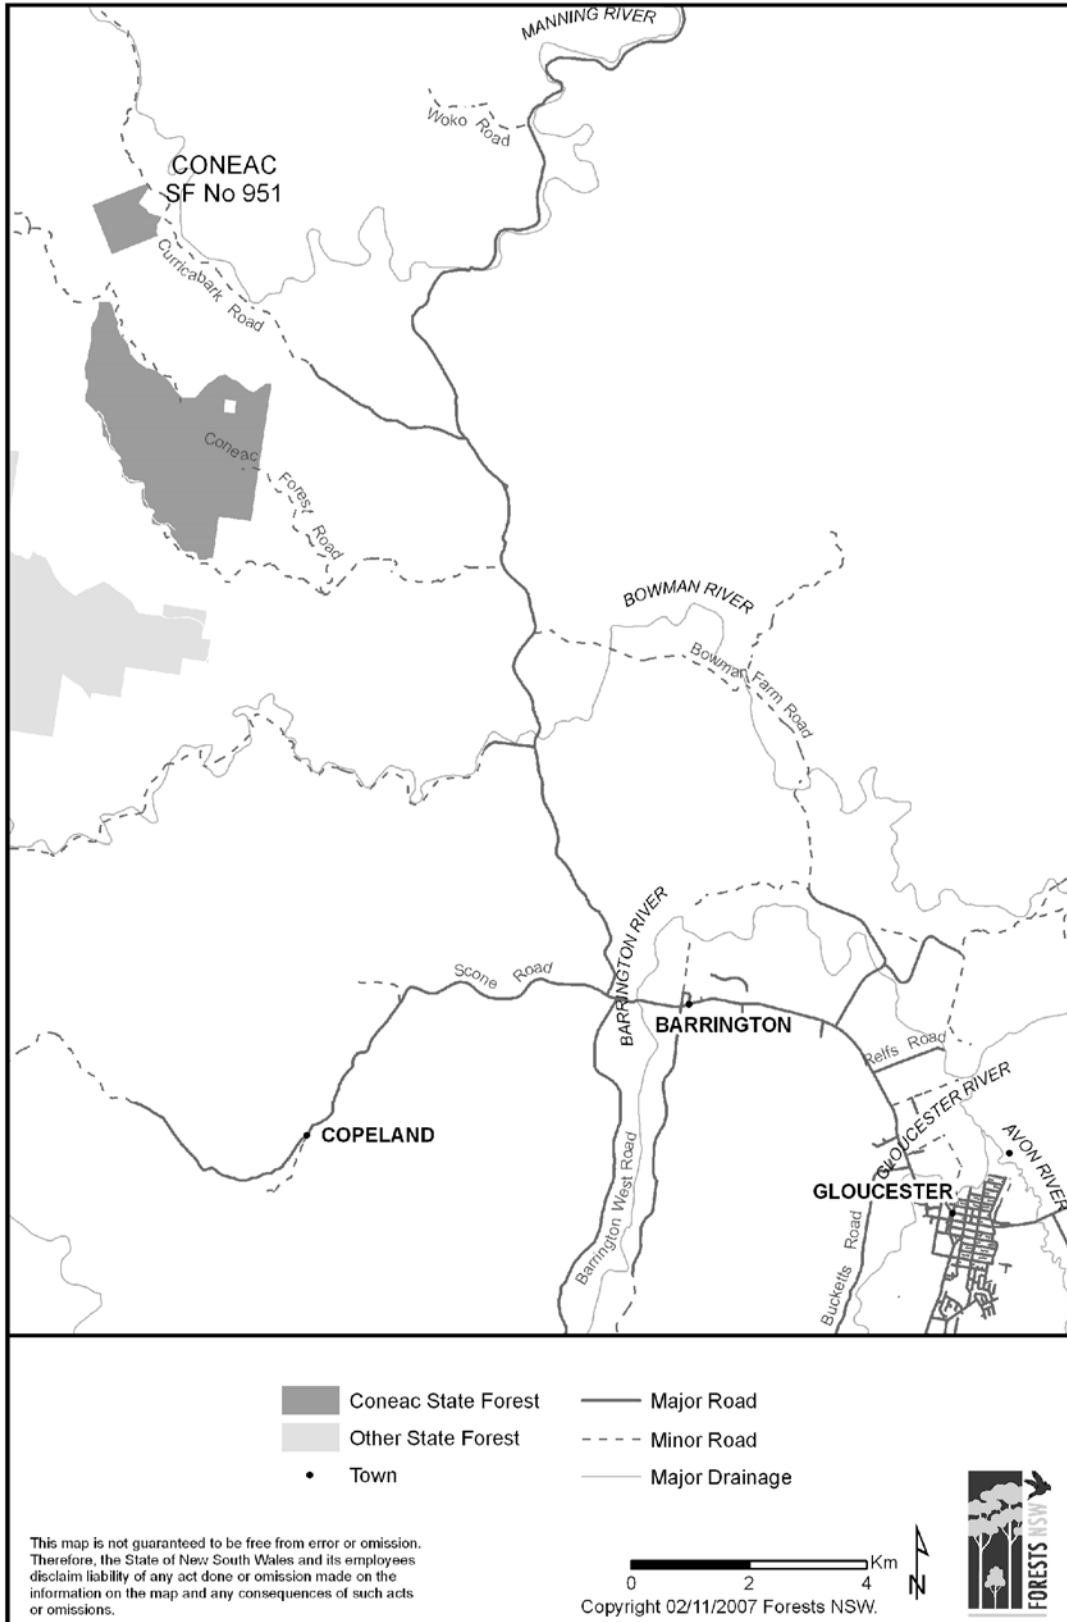 MANNING RIVER
Woko Road
CONEAC
SF No 951
Curricabark Road
Coneac Forest Road
BOWMAN RIVER
Bowman Farm Road
BARRINGTON RIVER
Scone Road
BARRINGTON
Relfs Road
GLOUCESTER RIVER
AVON RIVER
COPELAND
Barrington West Road
GLOUCESTER
Bucketts Road
Coneac State Forest
Other State Forest
Town
Major Road
Minor Road
Major Drainage
This map is not guaranteed to be free from error or omission.
Therefore, the State of New South Wales and its employees
disclaim liability of any act done or omission made on the
information on the map and any consequences of such acts
or omissions.
Km
0 2 4
Copyright 02/11/2007 Forests NSW.
N
FORESTS NSW